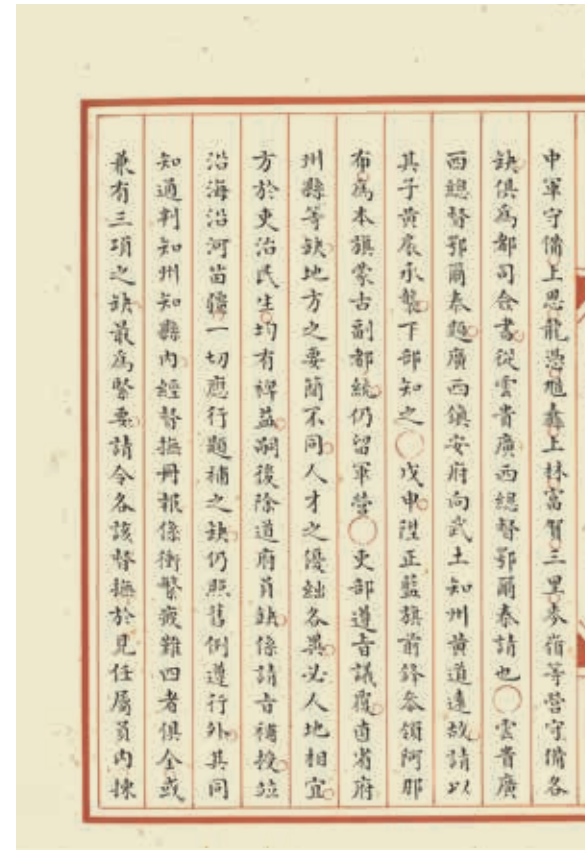 中軍守備上思龍憑馗纛上林富賀三里麥嶺等營守備各
缺俱爲都司僉書從雲貴廣西總督鄂爾泰請也○雲貴廣
西總督鄂爾泰題廣西鎮安府向武土知州黃道遠故請以
其子黃宸承襲下部知之○戊申陞正藍旗前鋒叅領阿那
布爲本旗蒙古副都統仍留軍營○吏部遵旨議覆直省府
州縣等缺地方之要簡不同人才之優絀各異必人地相宜
方於吏治民生均有裨益嗣後除道府員缺係請旨補授並
沿海沿河苗疆一切應行題補之缺仍照舊例遵行外其同
知通判知州知縣內經督撫冊報係衝繁疲難四者俱全或
兼有三項之缺最爲緊要請令各該督撫於見任屬員內揀